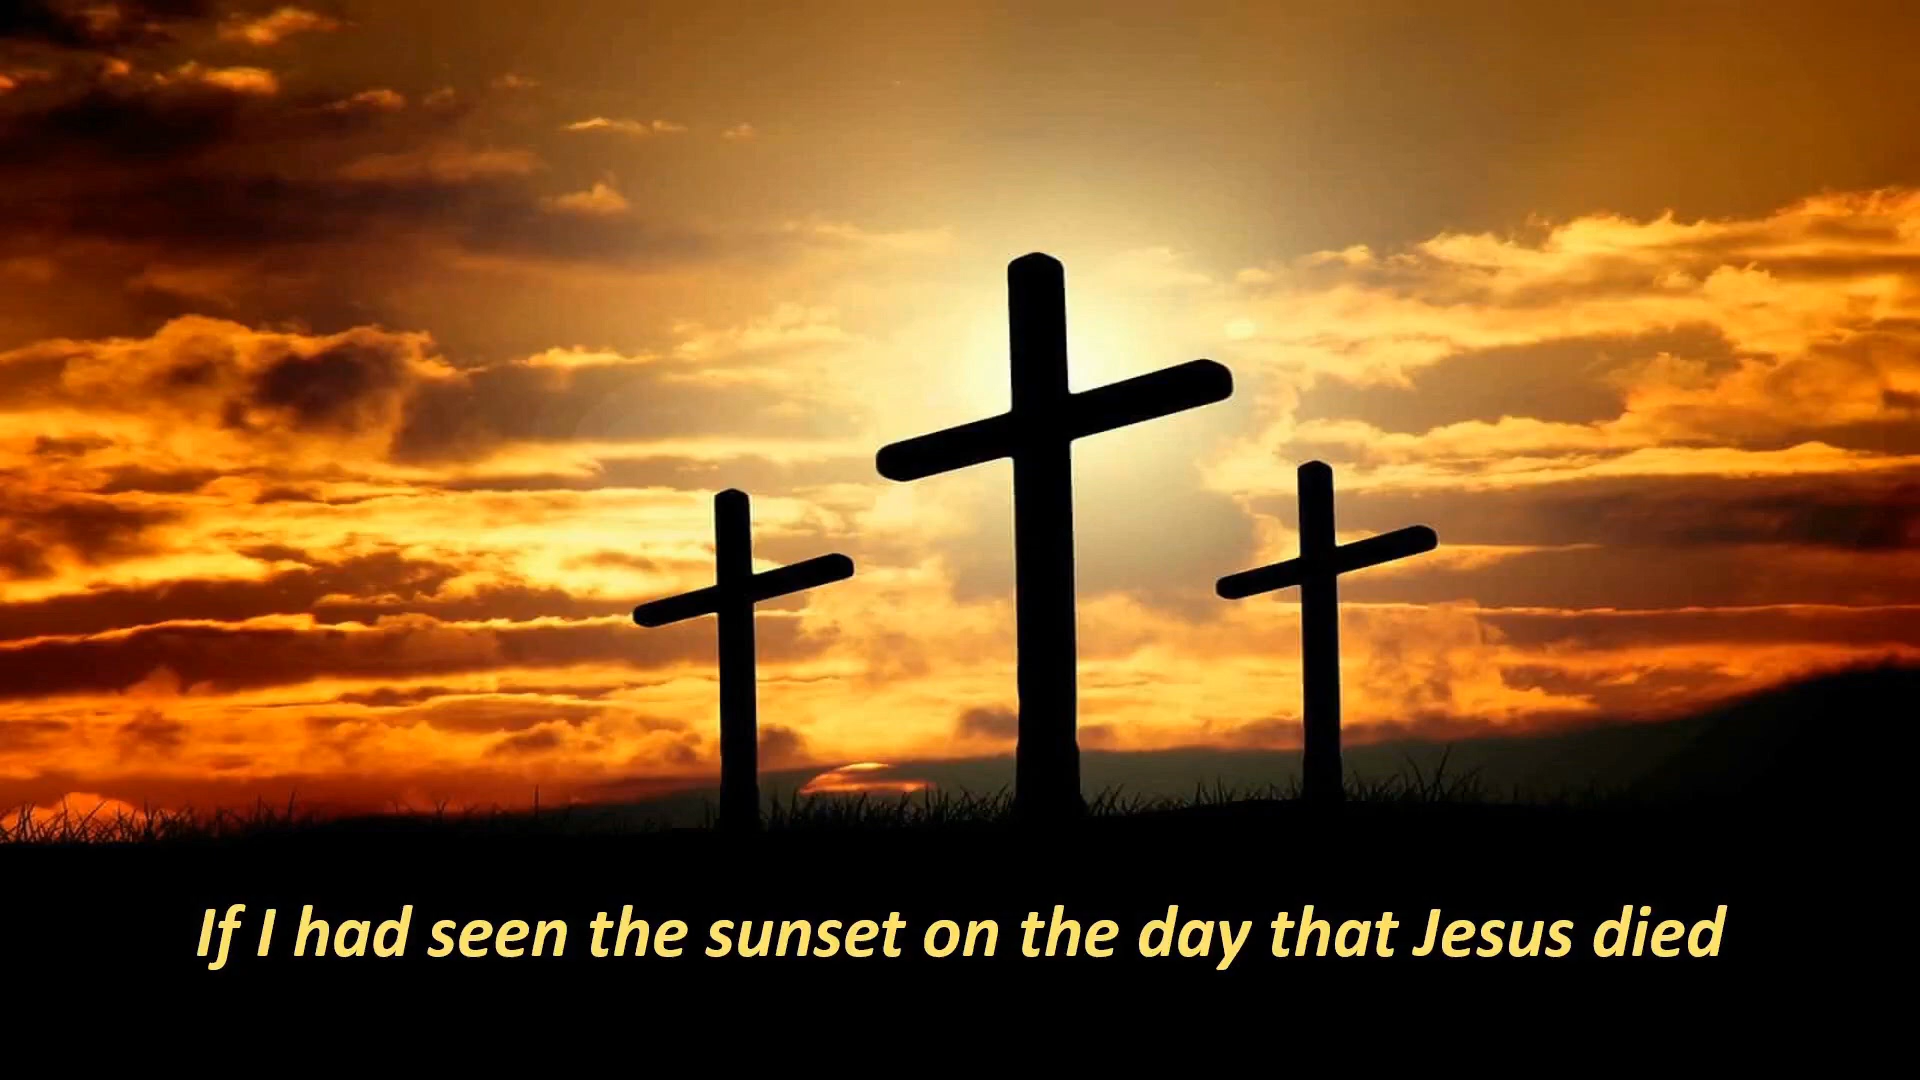 If I had seen the sunset on the day that Jesus died